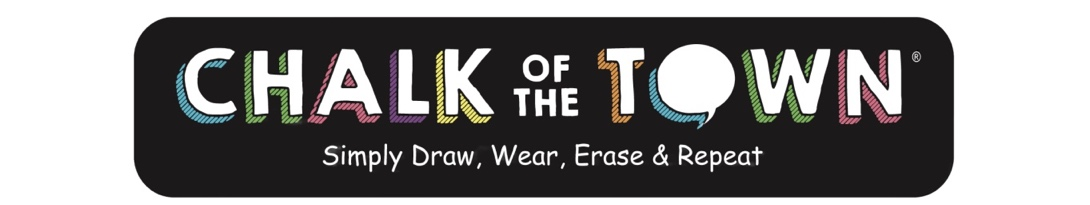 CHALK OF THE TOWN®
Simply Draw, Wear, Erase & Repeat